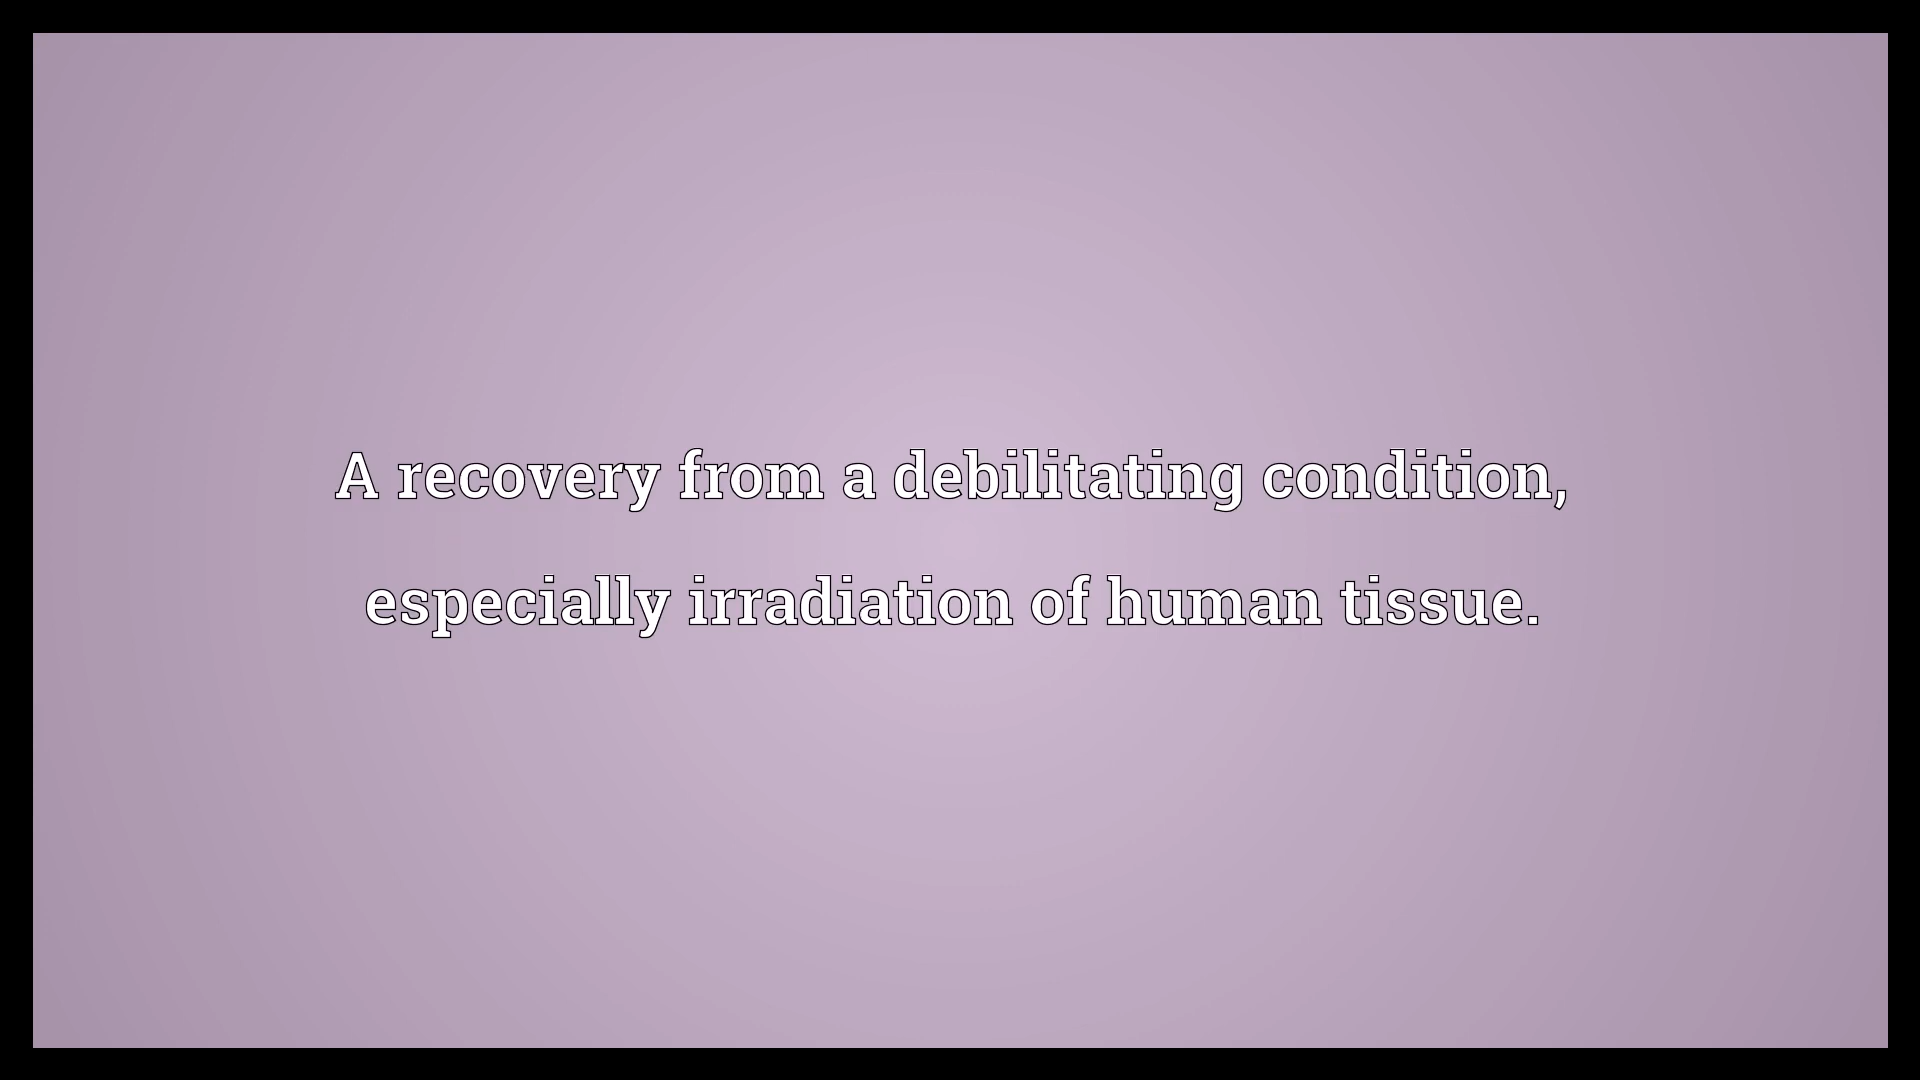 A recovery from a debilitating condition,
especially irradiation of human tissue.